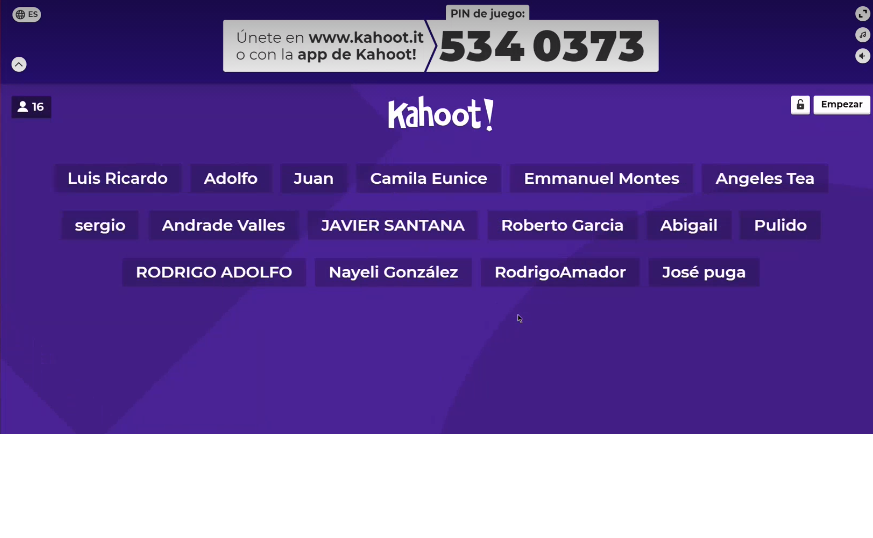 ES
PIN de juego:
Únete en www.kahoot.it
o con la app de Kahoot!
534 0373
16
Kahoot!
Empezar
Luis Ricardo Adolfo Juan Camila Eunice Emmanuel Montes Angeles Tea
sergio Andrade Valles JAVIER SANTANA Roberto Garcia Abigail Pulido
RODRIGO ADOLFO Nayeli González RodrigoAmador José puga